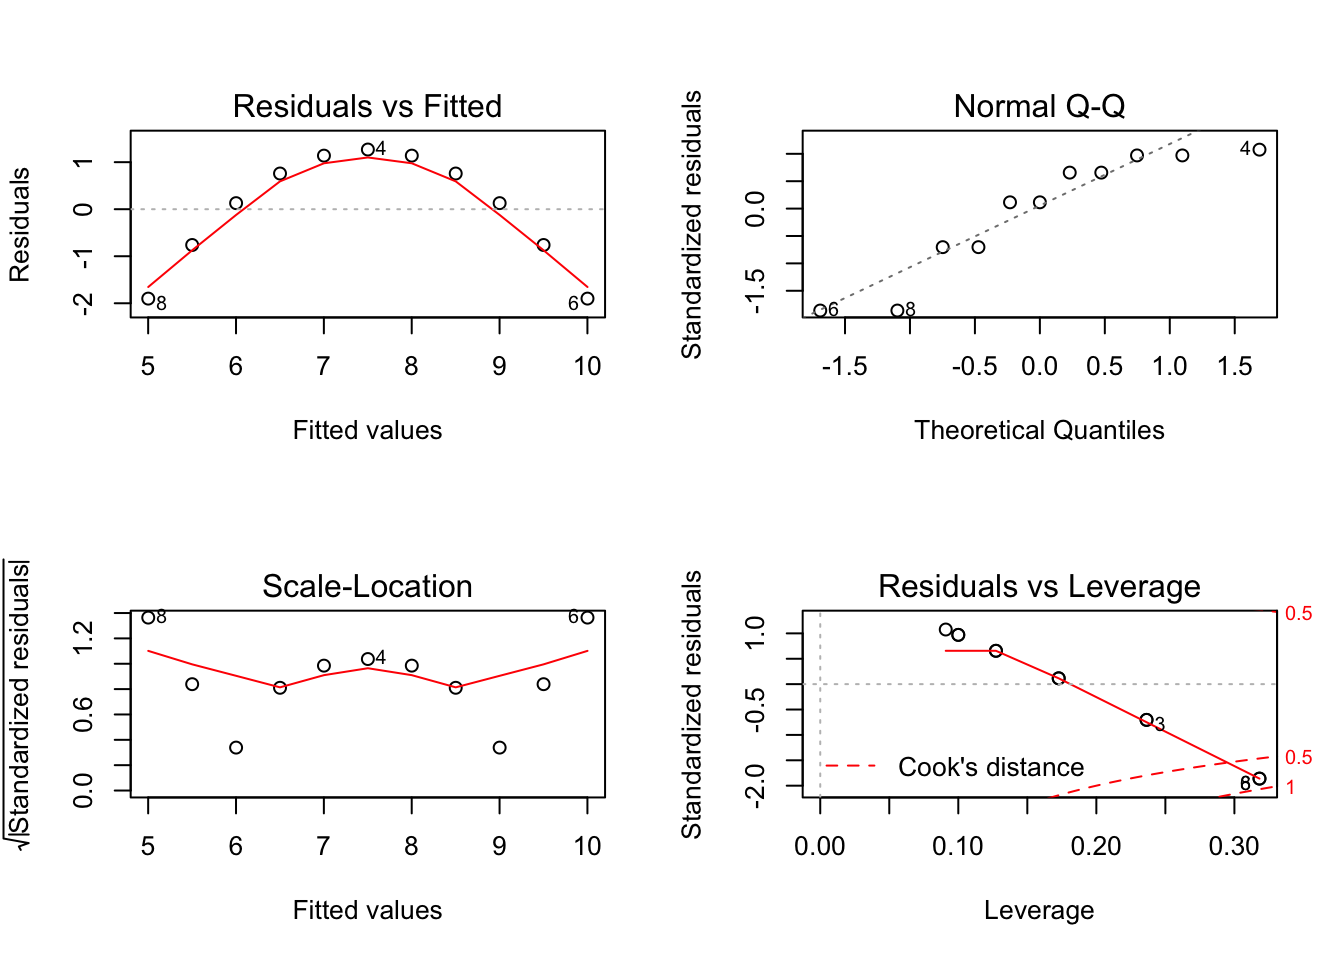 Residuals vs Fitted
Residuals
1
0
-1
-2
4
8
6
5 6 7 8 9 10
Fitted values
Normal Q-Q
Standardized residuals
0.0
-1.5
4
6
8
-1.5 -0.5 0.0 0.5 1.0 1.5
Theoretical Quantiles
Scale-Location
√|Standardized residuals|
1.2
0.6
0.0
8
6
4
5 6 7 8 9 10
Fitted values
Residuals vs Leverage
Standardized residuals
1.0
-0.5
-2.0
0.5
3
0.5
Cook's distance
8
6
1
0.00 0.10 0.20 0.30
Leverage